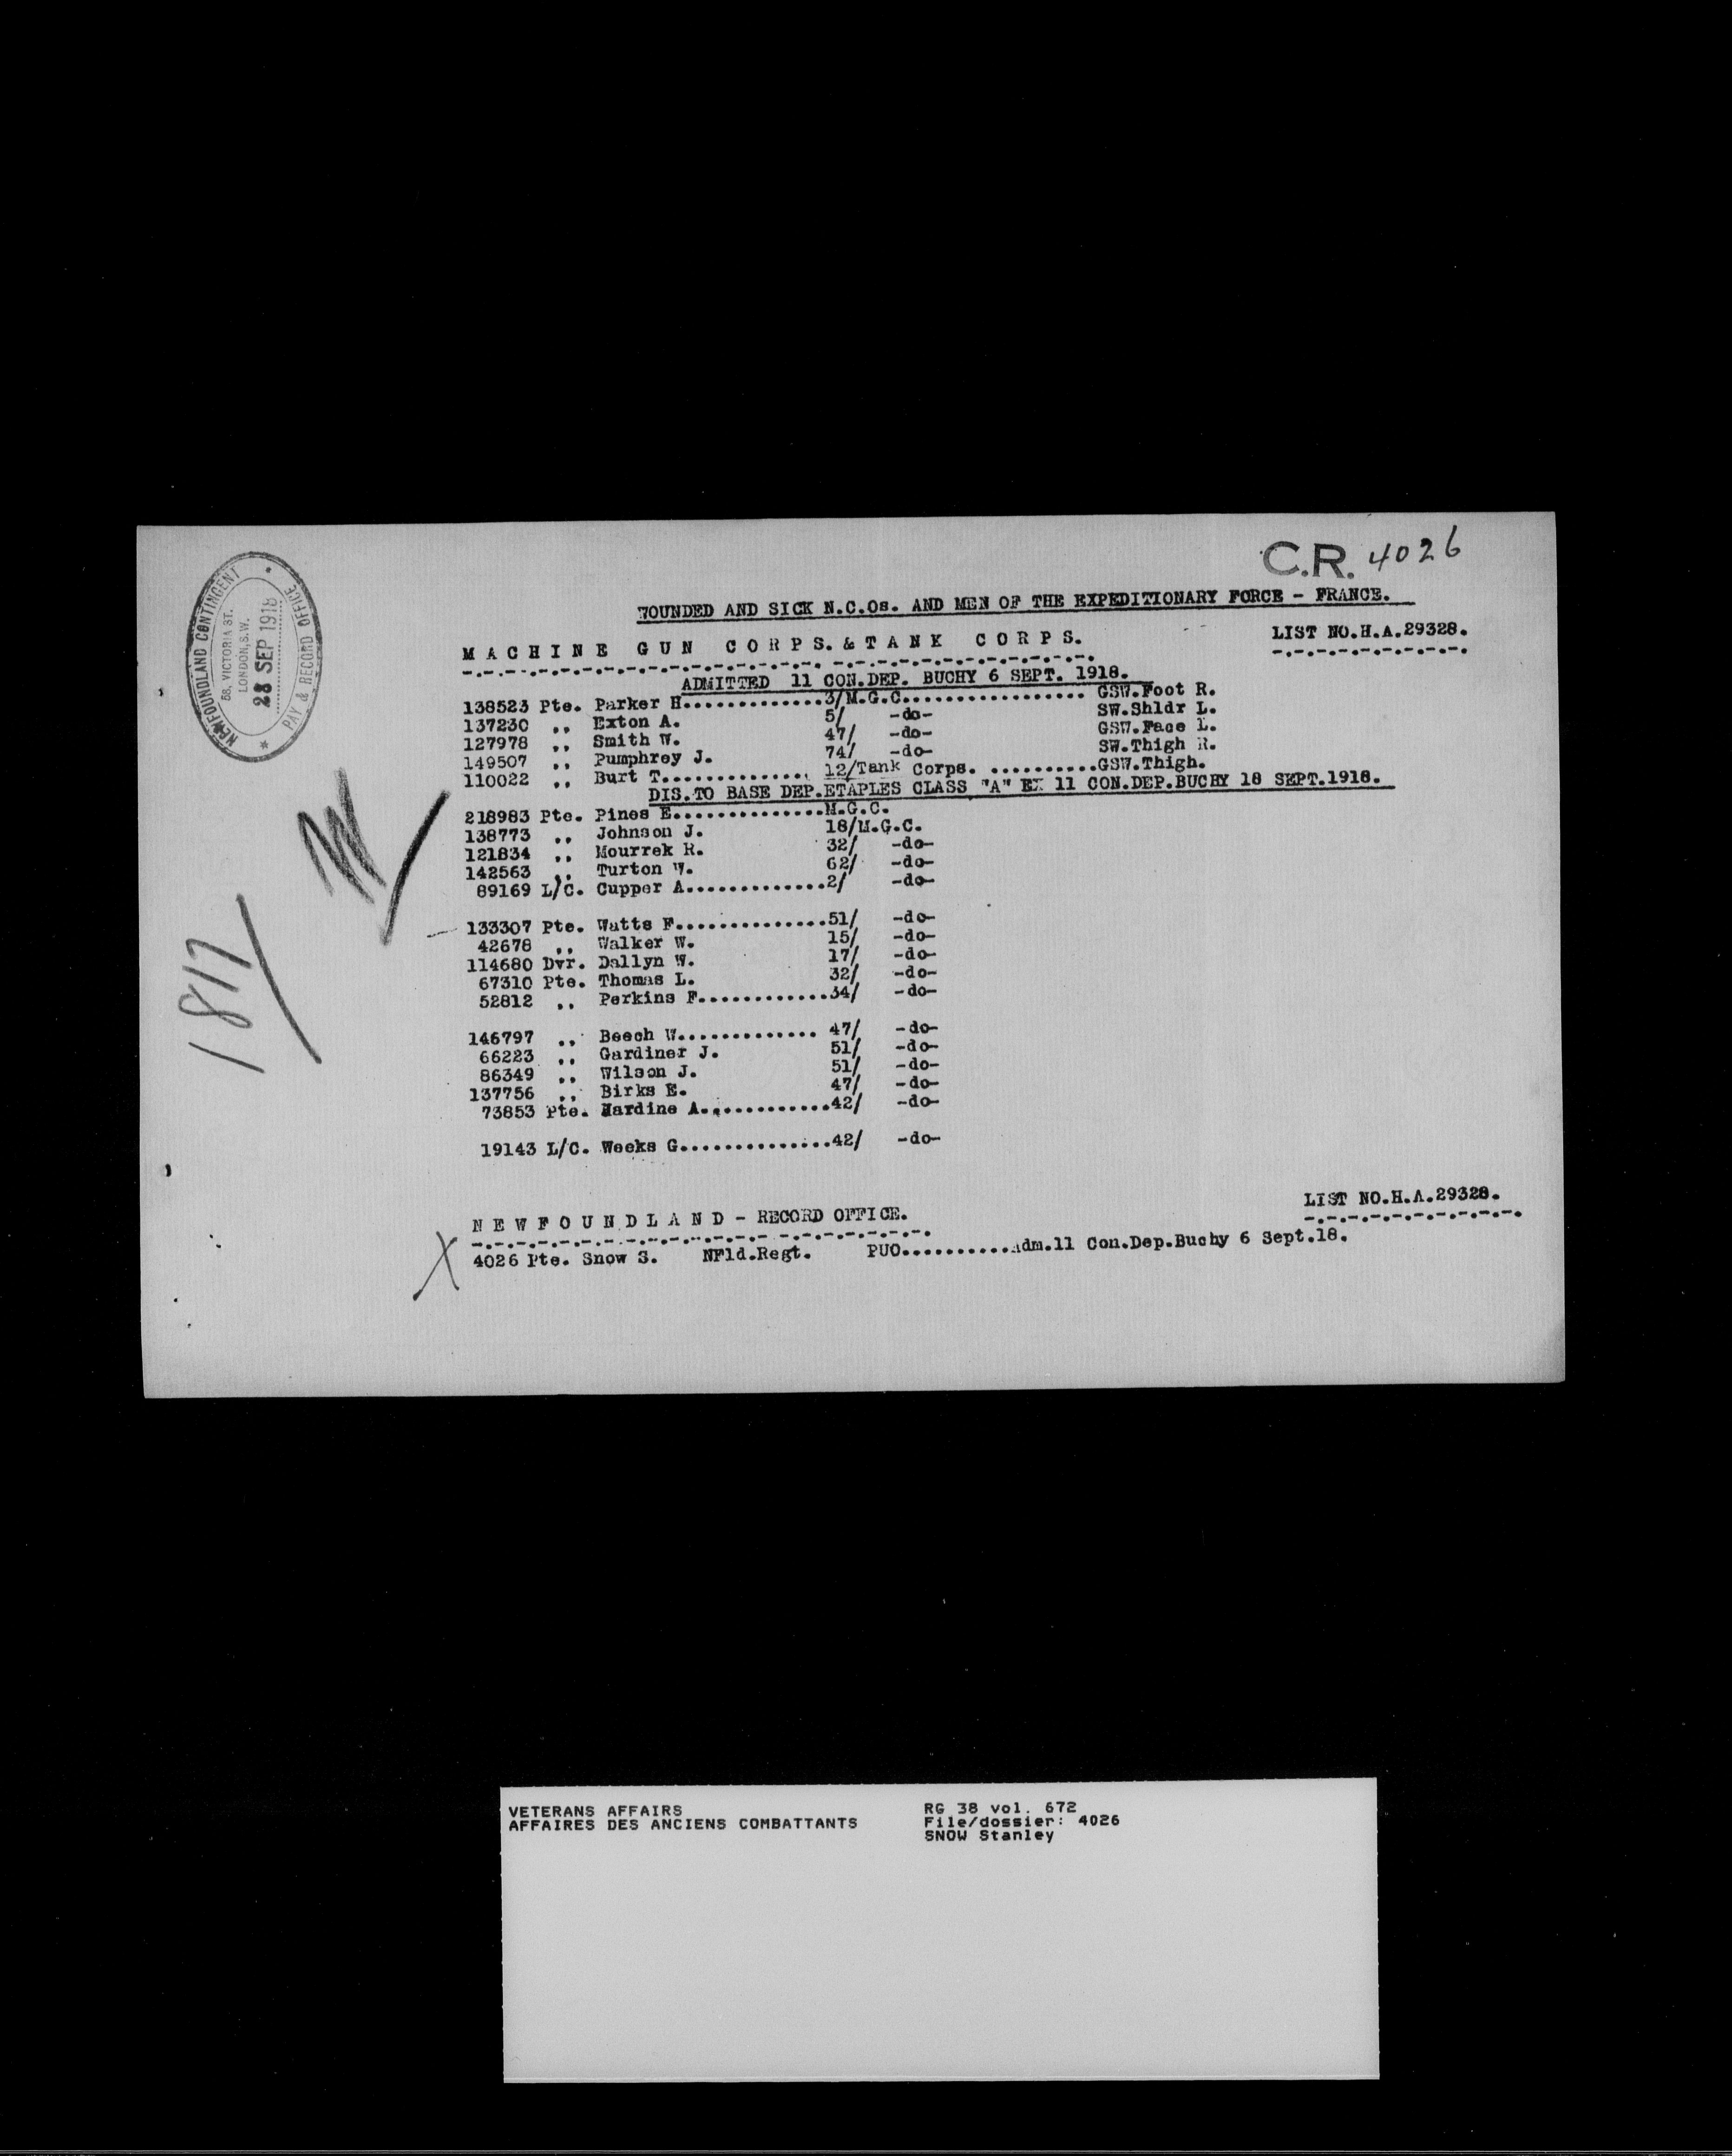 C.R. 4026
NEWFOUNDLAND CONTINGENT
58, VICTORIA ST.
LONDON, S.W.
28 SEP 1918
PAY & RECORD OFFICE
WOUNDED AND SICK N.C.Os. AND MEN OF THE EXPEDITIONARY FORCE - FRANCE.
MACHINE GUN CORPS.&TANK CORPS. LIST NO.H.A.29328.
ADMITTED 11 CON.DEP. BUCHY 6 SEPT. 1918.
138523 Pte. Parker H.............3/M.G.C................. GSW.Foot R.
137230 ,, Exton A. 5/ -do- SW.Shldr L.
127978 ,, Smith W. 47/ -do- GSW.Face L.
149507 ,, Pumphrey J. 74/ -do- SW.Thigh R.
110022 ,, Burt T.............. 12/Tank Corps. ..........GSW.Thigh.
DIS.TO BASE DEP.ETAPLES CLASS "A" EX 11 CON.DEP.BUCHY 18 SEPT.1918.
218983 Pte. Pines E..............M.G.C.
138773 ,, Johnson J. 18/M.G.C.
121834 ,, Mourrek R. 32/ -do-
142563 ,, Turton W. 62/ -do-
89169 L/C. Cupper A.............2/ -do-
133307 Pte. Watts F..............51/ -do-
42678 ,, Walker W. 15/ -do-
114680 Dvr. Dallyn W. 17/ -do-
67310 Pte. Thomas L. 32/ -do-
52812 ,, Perkins F............34/ -do-
146797 ,, Beech W............. 47/ -do-
66223 ,, Gardiner J. 51/ -do-
86349 ,, Wilson J. 51/ -do-
137756 ,, Birks E. 47/ -do-
73853 Pte. Hardine A............42/ -do-
19143 L/C. Weeks G..............42/ -do-
1817/
LIST NO.H.A.29328.
NEWFOUNDLAND - RECORD OFFICE.
X 4026 Pte. Snow S. NFld.Regt. PUO..........Adm.11 Con.Dep.Buchy 6 Sept.18.
VETERANS AFFAIRS RG 38 vol. 672
AFFAIRES DES ANCIENS COMBATTANTS File/dossier: 4026
SNOW Stanley